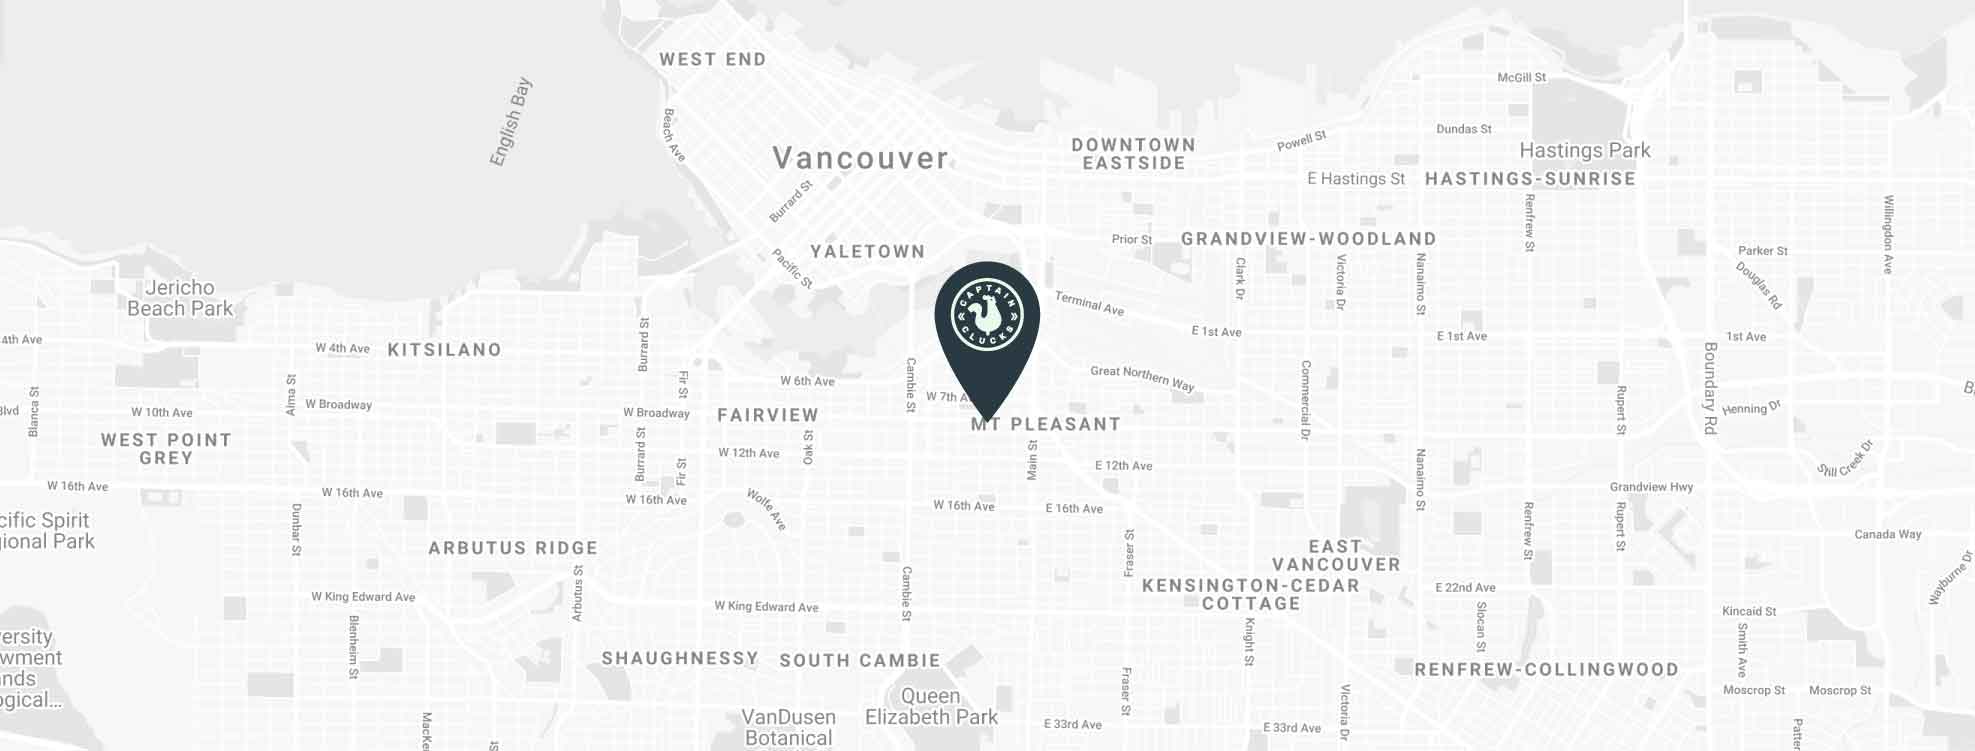 WEST END
McGill St
English Bay
Beach Ave
Dundas St
Powell St
DOWNTOWN
EASTSIDE
Vancouver
Hastings Park
E Hastings St
HASTINGS-SUNRISE
Burrard St
Renfrew St
Willingdon Ave
Prior St
GRANDVIEW-WOODLAND
YALETOWN
Parker St
Pacific St
Clark Dr
Victoria Dr
Nanaimo St
Douglas Rd
Jericho
Beach Park
CAPTAIN
CLUCKS
Terminal Ave
E 1st Ave
E 1st Ave
1st Ave
4th Ave
W 4th Ave
KITSILANO
Burrard St
Boundary Rd
Great Northern Way
W 6th Ave
Cambie St
W 7th A
Fir St
Commercial Dr
Alma St
Blanca St
W 10th Ave
W Broadway
W Broadway
FAIRVIEW
MT PLEASANT
Rupert St
Henning Dr
Blvd
WEST POINT
GREY
Burrard St
Oak St
W 12th Ave
Main St
E 12th Ave
Fir St
Still Creek Dr
Nanaimo St
W 16th Ave
W 16th Ave
W 16th Ave
Wolfe Ave
W 16th Ave
E 16th Ave
Grandview Hwy
cific Spirit
gional Park
Dunbar St
Renfrew St
Rupert St
Canada Way
ARBUTUS RIDGE
Fraser St
EAST
VANCOUVER
KENSINGTON-CEDAR
COTTAGE
E 22nd Ave
Wayburne Dr
Arbutus St
Cambie St
W King Edward Ave
W King Edward Ave
Kincaid St
Slocan St
Blenheim St
Knight St
Smith Ave
versity
wment
ands
ogical...
SHAUGHNESSY
SOUTH CAMBIE
RENFREW-COLLINGWOOD
Fraser St
Victoria Dr
Moscrop St
Moscrop St
Queen
Elizabeth Park
VanDusen
Botanical
E 33rd Ave
E 33rd Ave
MacKe
St
Patter